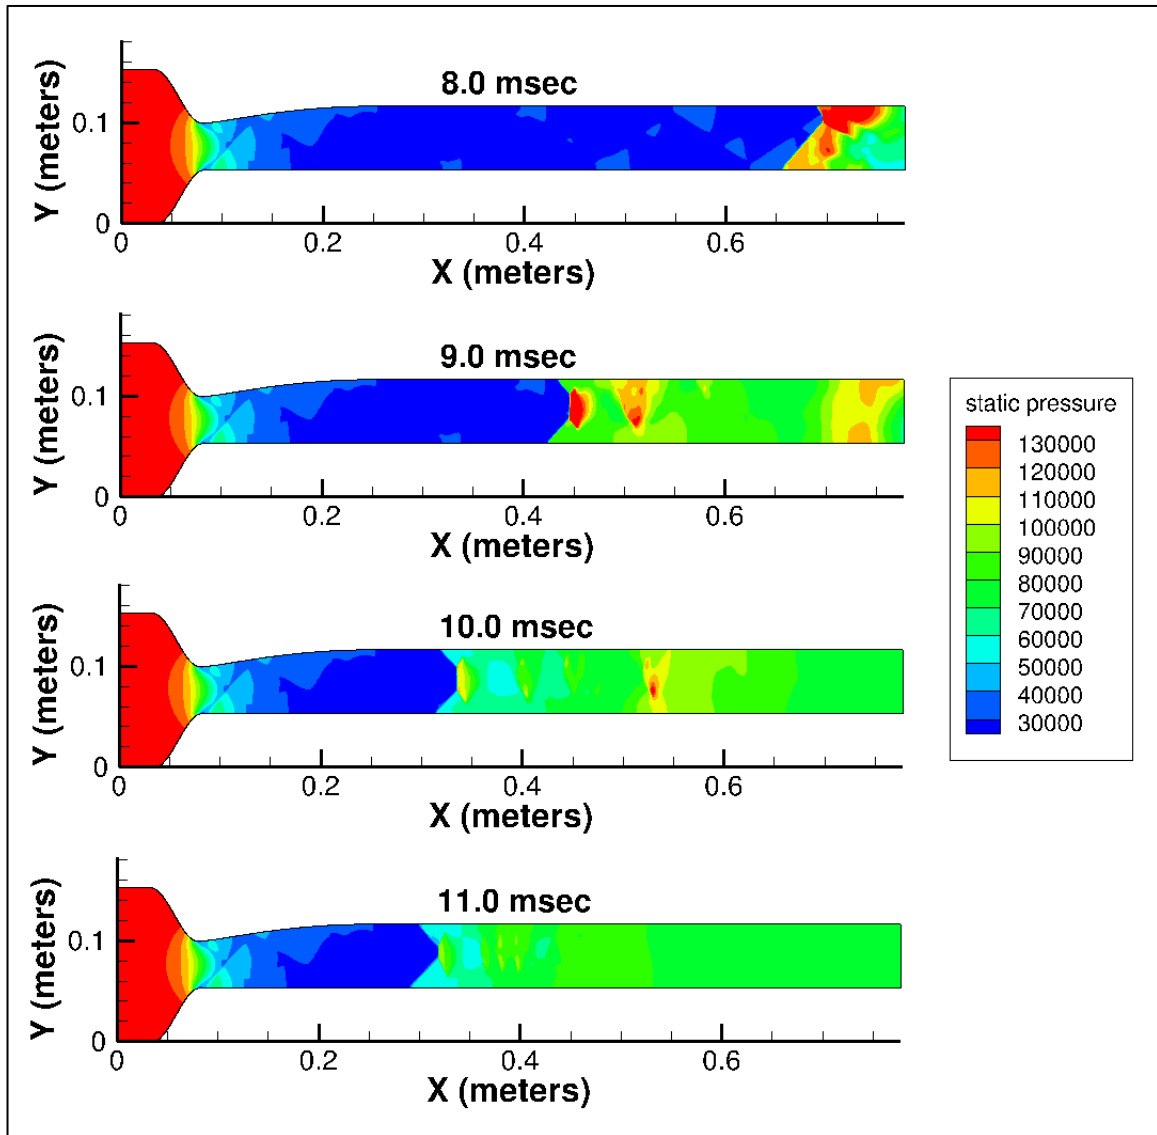 8.0 msec
Y (meters)
0.1
0
0 0.2 0.4 0.6
X (meters)
9.0 msec
Y (meters)
0.1
0
0 0.2 0.4 0.6
X (meters)
static pressure
130000
120000
110000
100000
90000
80000
70000
60000
50000
40000
30000
10.0 msec
Y (meters)
0.1
0
0 0.2 0.4 0.6
X (meters)
11.0 msec
Y (meters)
0.1
0
0 0.2 0.4 0.6
X (meters)